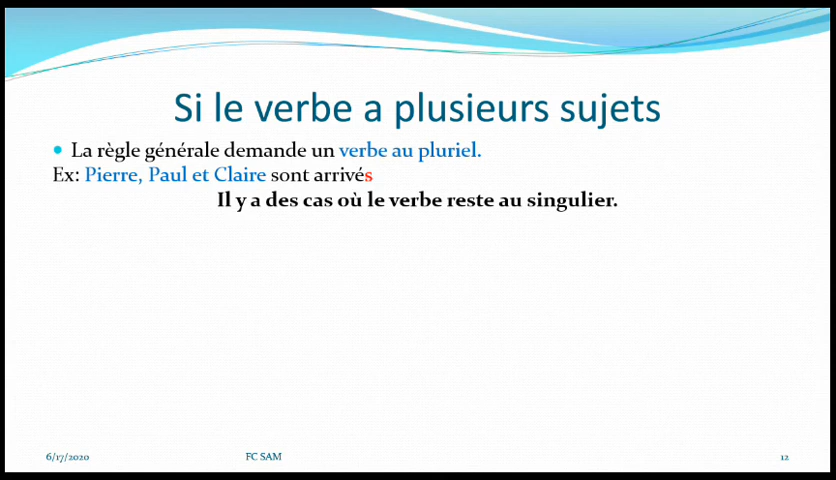 Si le verbe a plusieurs sujets
• La règle générale demande un verbe au pluriel.
Ex: Pierre, Paul et Claire sont arrivés
Il y a des cas où le verbe reste au singulier.
6/17/2020 FC SAM 12